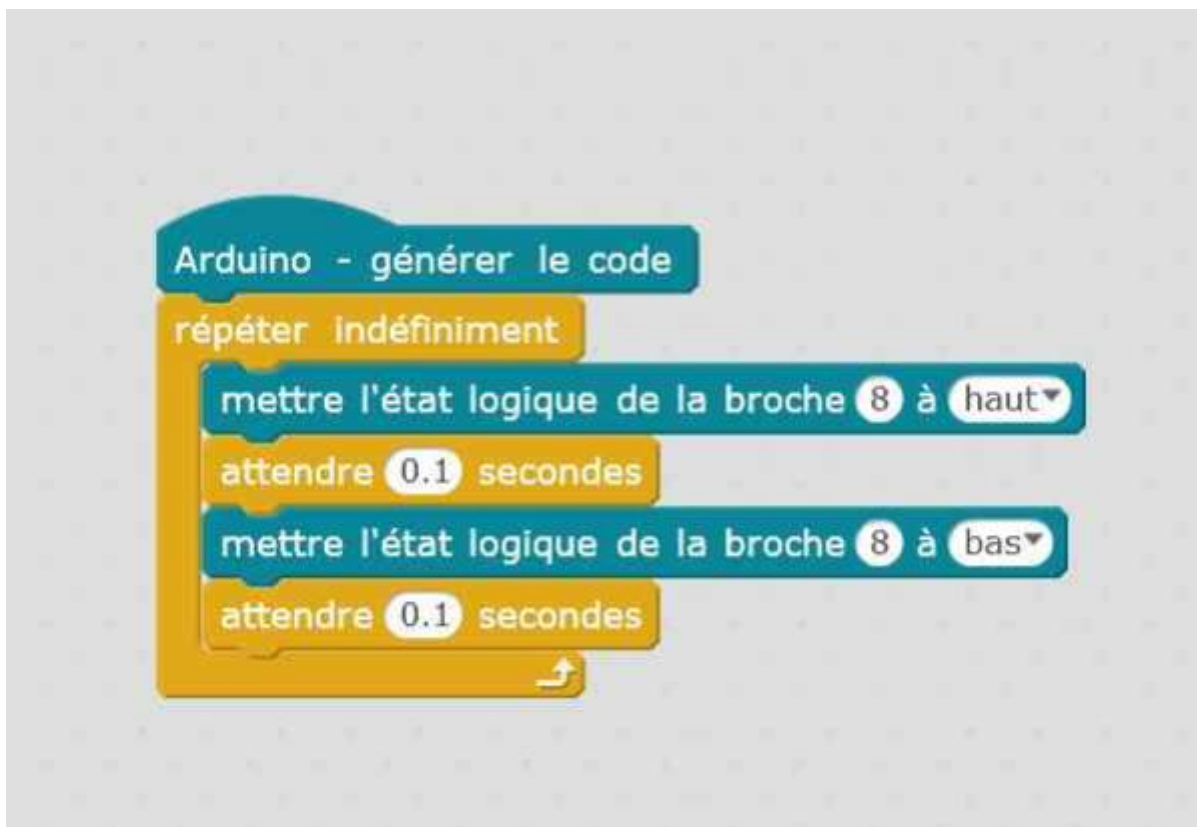 Arduino - générer le code
répéter indéfiniment
mettre l'état logique de la broche 8 à haut
attendre 0.1 secondes
mettre l'état logique de la broche 8 à bas
attendre 0.1 secondes